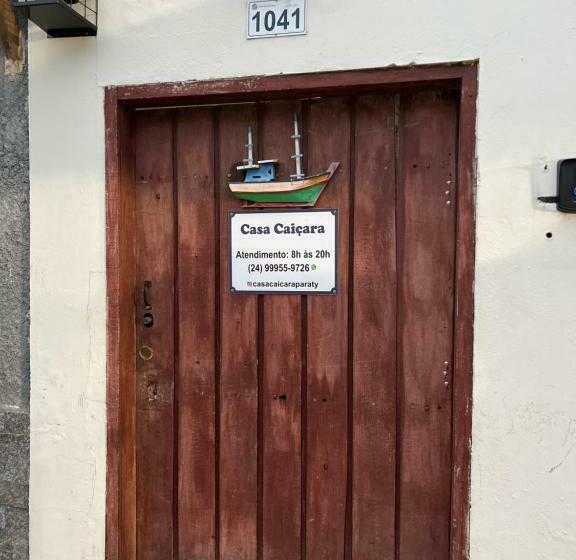 1041
Casa Caiçara
Atendimento: 8h às 20h
(24) 99955-9726
casacaicaraparaty